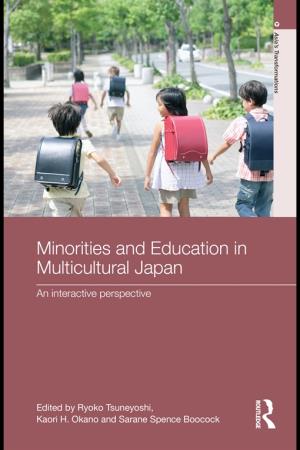 Asia's Transformations
Minorities and Education in
Multicultural Japan
An interactive perspective
Edited by Ryoko Tsuneyoshi,
Kaori H. Okano and Sarane Spence Boocock
ROUTLEDGE